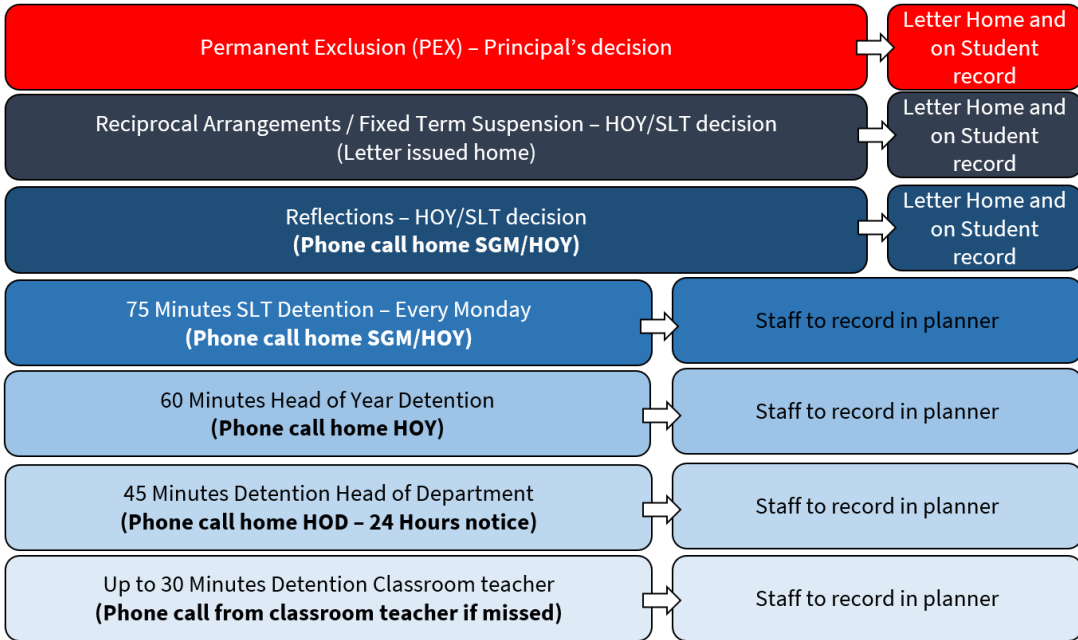 Permanent Exclusion (PEX) – Principal’s decision
Letter Home and
on Student
record
Reciprocal Arrangements / Fixed Term Suspension – HOY/SLT decision
(Letter issued home)
Letter Home and
on Student
record
Reflections – HOY/SLT decision
(Phone call home SGM/HOY)
Letter Home and
on Student
record
75 Minutes SLT Detention – Every Monday
(Phone call home SGM/HOY)
Staff to record in planner
60 Minutes Head of Year Detention
(Phone call home HOY)
Staff to record in planner
45 Minutes Detention Head of Department
(Phone call home HOD – 24 Hours notice)
Staff to record in planner
Up to 30 Minutes Detention Classroom teacher
(Phone call from classroom teacher if missed)
Staff to record in planner